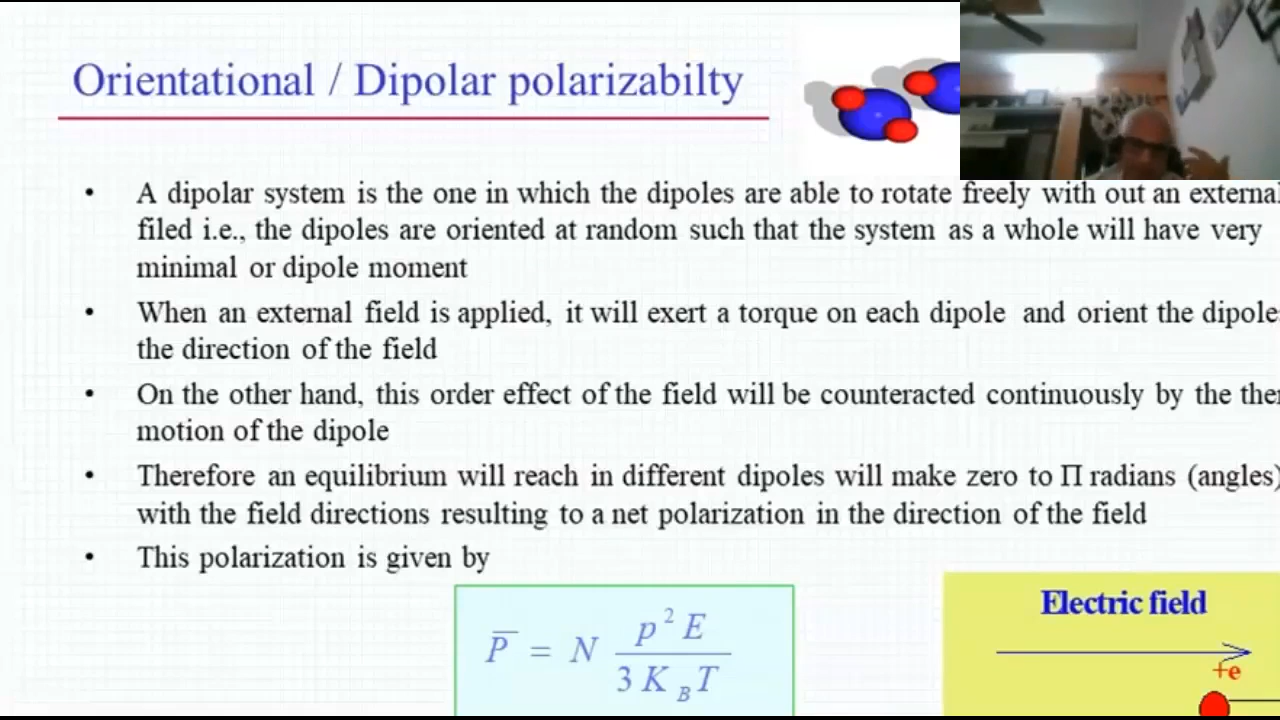 Orientational / Dipolar polarizabilty
• A dipolar system is the one in which the dipoles are able to rotate freely with out an external
filed i.e., the dipoles are oriented at random such that the system as a whole will have very
minimal or dipole moment
• When an external field is applied, it will exert a torque on each dipole and orient the dipole
the direction of the field
• On the other hand, this order effect of the field will be counteracted continuously by the the
motion of the dipole
• Therefore an equilibrium will reach in different dipoles will make zero to Π radians (angles)
with the field directions resulting to a net polarization in the direction of the field
• This polarization is given by
P̅ = N p² E / 3 K_B T
Electric field
+e